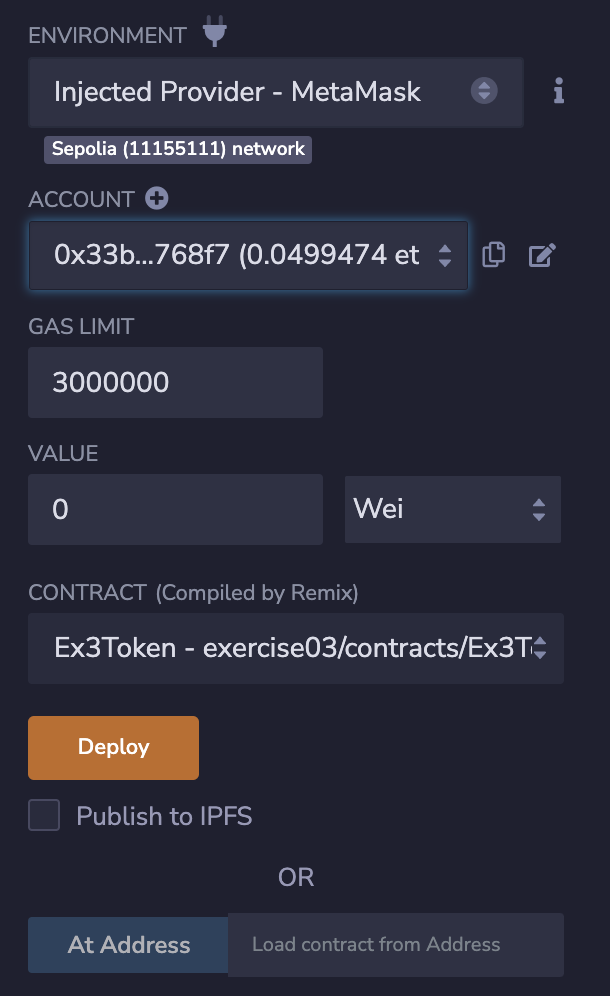 ENVIRONMENT
Injected Provider - MetaMask
Sepolia (11155111) network
ACCOUNT
0x33b...768f7 (0.0499474 et
GAS LIMIT
3000000
VALUE
0 Wei
CONTRACT (Compiled by Remix)
Ex3Token - exercise03/contracts/Ex3T
Deploy
Publish to IPFS
OR
At Address Load contract from Address